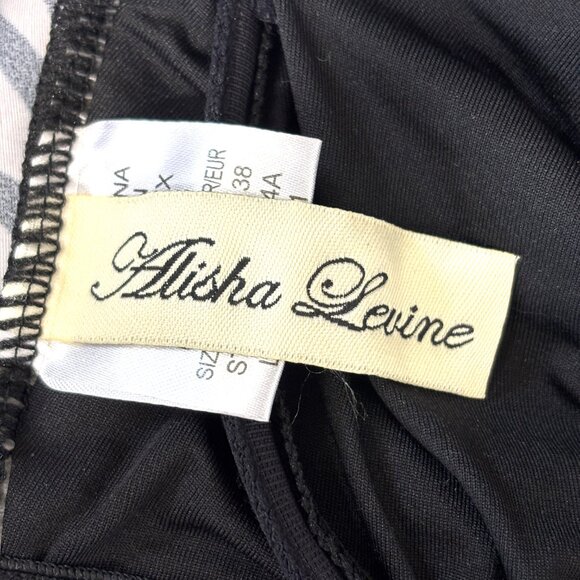 Alisha Levine
NA
N
X
R/EUR
38
4A
SIZ
S
L